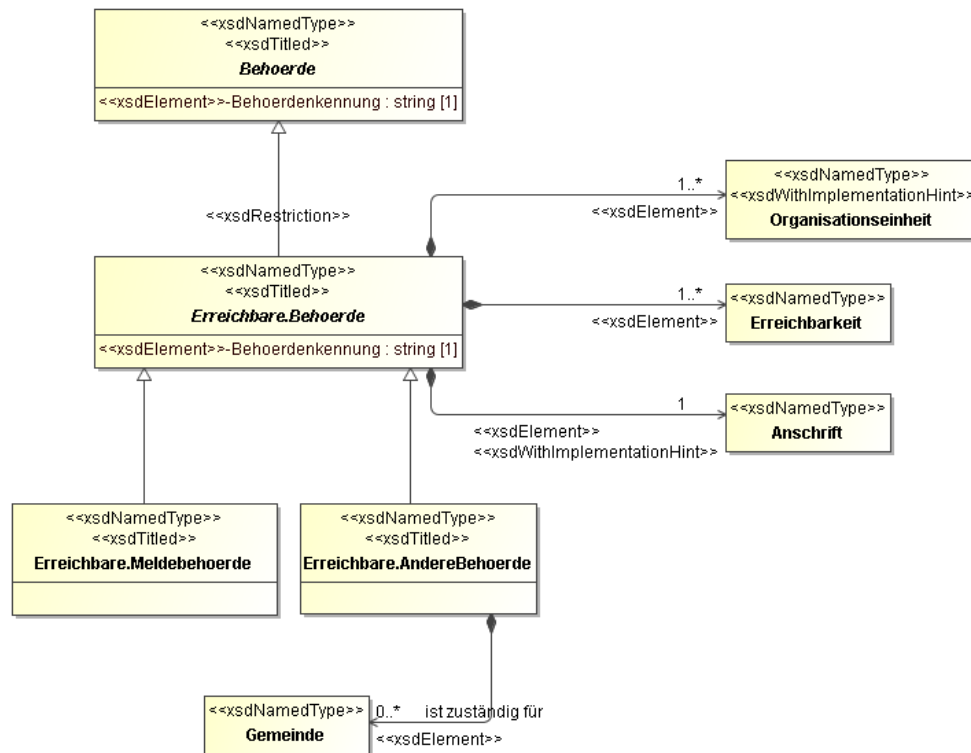 <<xsdNamedType>>
<<xsdTitled>>
Behoerde
<<xsdElement>>-Behoerdenkennung : string [1]
<<xsdRestriction>>
1..*
<<xsdElement>>
<<xsdNamedType>>
<<xsdWithImplementationHint>>
Organisationseinheit
<<xsdNamedType>>
<<xsdTitled>>
Erreichbare.Behoerde
<<xsdElement>>-Behoerdenkennung : string [1]
1..*
<<xsdElement>>
<<xsdNamedType>>
Erreichbarkeit
1
<<xsdElement>>
<<xsdWithImplementationHint>>
<<xsdNamedType>>
Anschrift
<<xsdNamedType>>
<<xsdTitled>>
Erreichbare.Meldebehoerde
<<xsdNamedType>>
<<xsdTitled>>
Erreichbare.AndereBehoerde
0..* ist zuständig für
<<xsdElement>>
<<xsdNamedType>>
Gemeinde